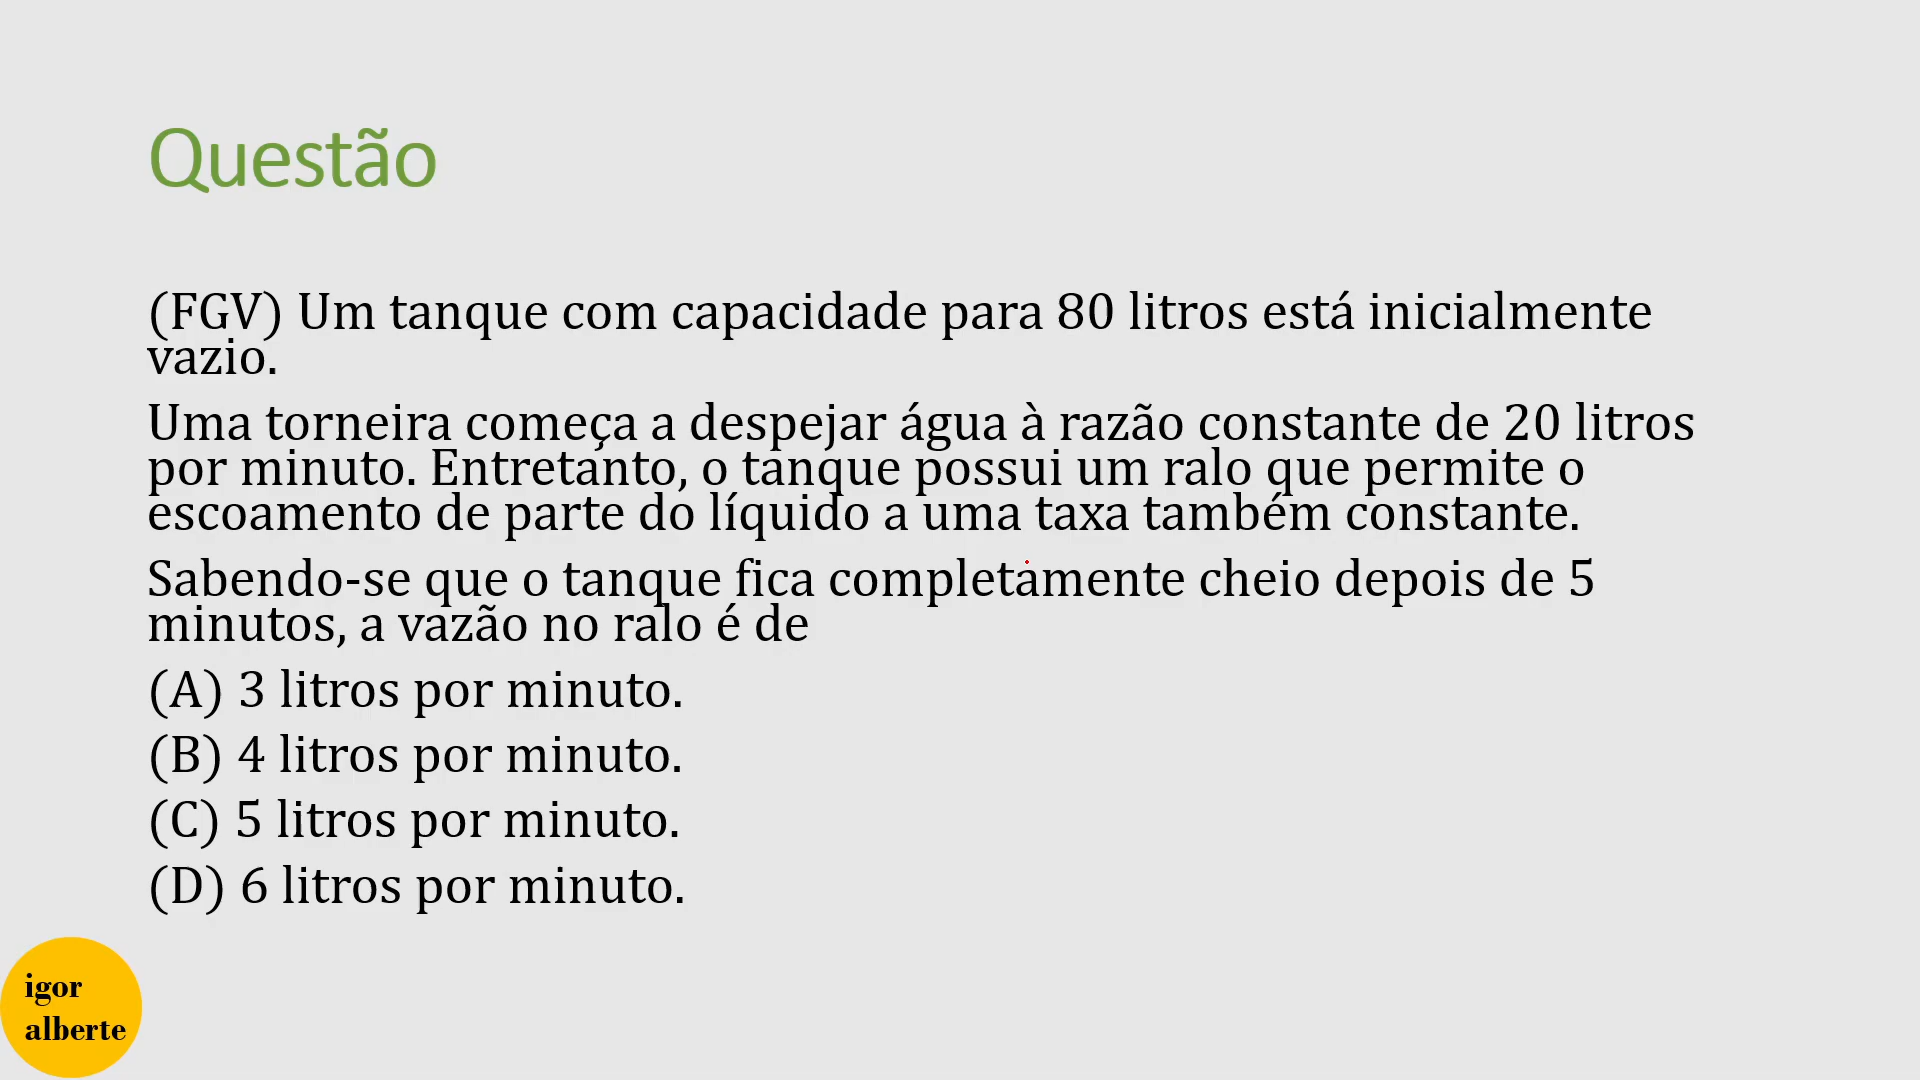 Questão
(FGV) Um tanque com capacidade para 80 litros está inicialmente
vazio.
Uma torneira começa a despejar água à razão constante de 20 litros
por minuto. Entretanto, o tanque possui um ralo que permite o
escoamento de parte do líquido a uma taxa também constante.
Sabendo-se que o tanque fica completamente cheio depois de 5
minutos, a vazão no ralo é de
(A) 3 litros por minuto.
(B) 4 litros por minuto.
(C) 5 litros por minuto.
(D) 6 litros por minuto.
igor
alberte